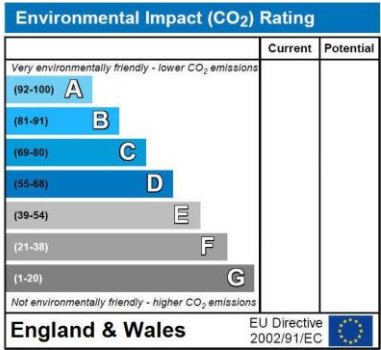 Environmental Impact (CO₂) Rating
Current Potential
Very environmentally friendly - lower CO₂ emissions
(92-100) A
(81-91) B
(69-80) C
(55-68) D
(39-54) E
(21-38) F
(1-20) G
Not environmentally friendly - higher CO₂ emissions
England & Wales
EU Directive
2002/91/EC